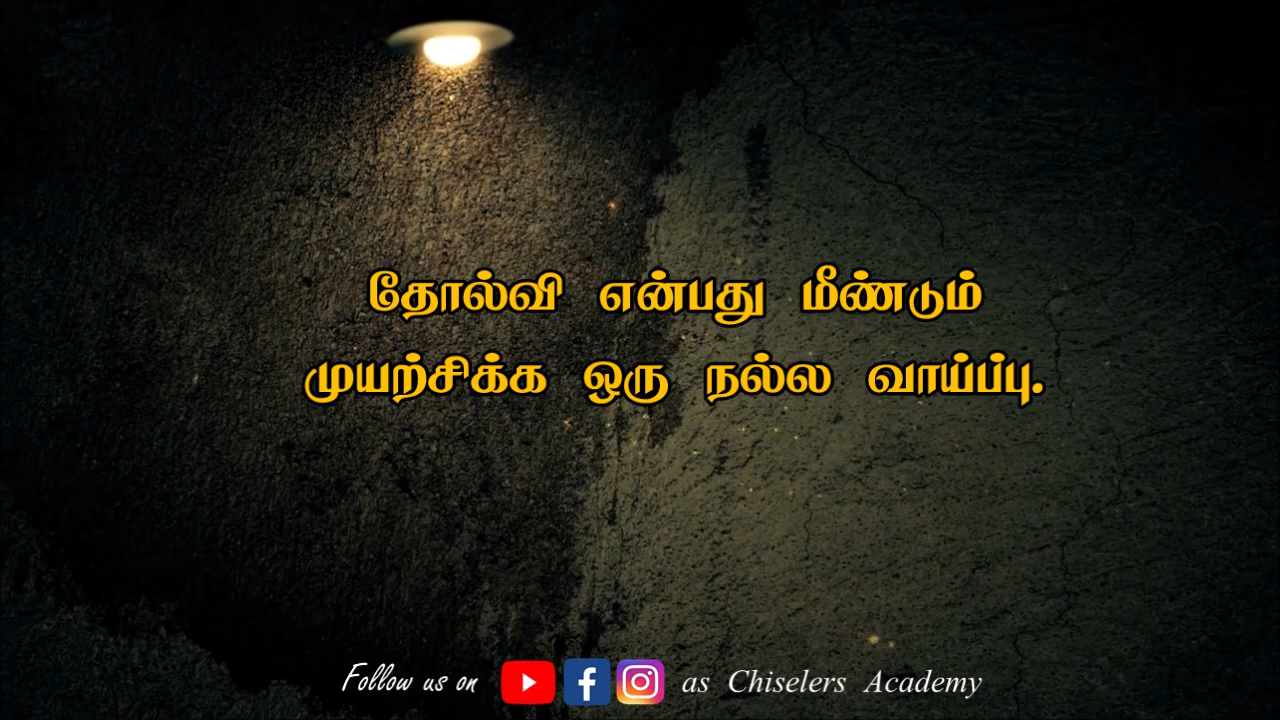 தோல்வி என்பது மீண்டும்
முயற்சிக்க ஒரு நல்ல வாய்ப்பு.
Follow us on as Chiselers Academy